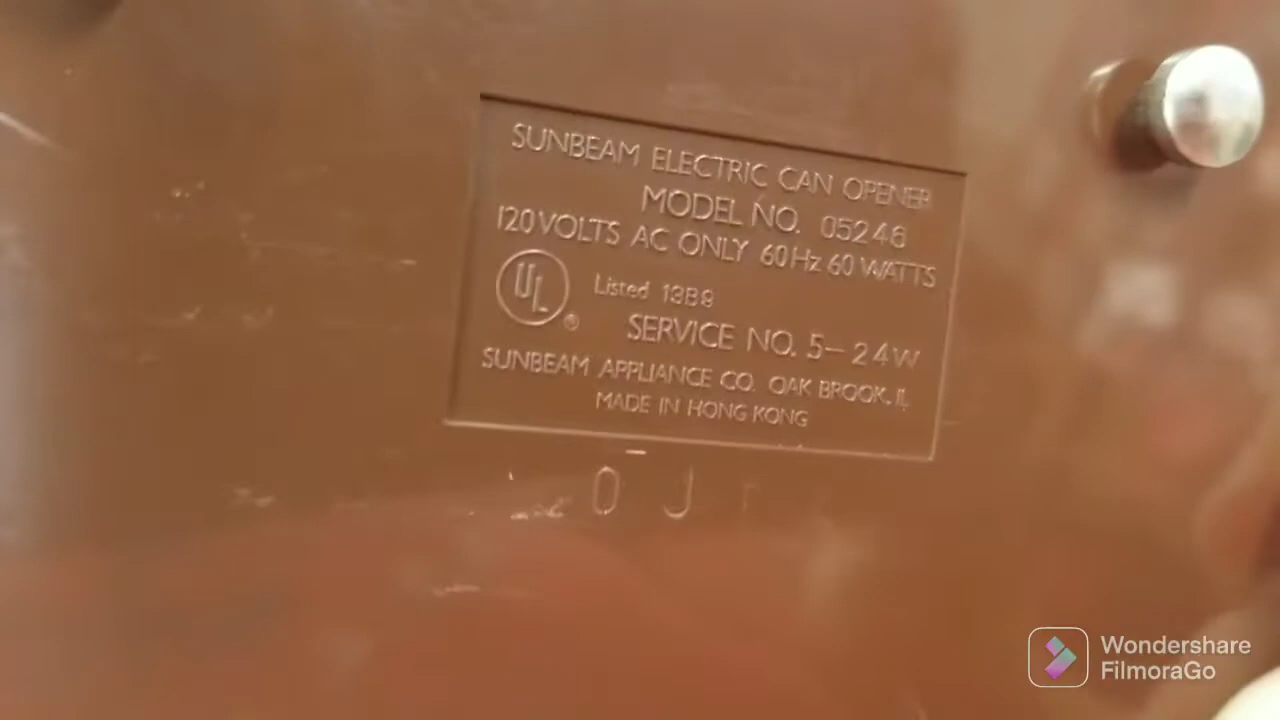 SUNBEAM ELECTRIC CAN OPENER
MODEL NO. 05246
120 VOLTS AC ONLY 60 Hz 60 WATTS
UL ® Listed 13B9
SERVICE NO. 5-24W
SUNBEAM APPLIANCE CO. OAK BROOK, IL
MADE IN HONG KONG
0 J
Wondershare
FilmoraGo